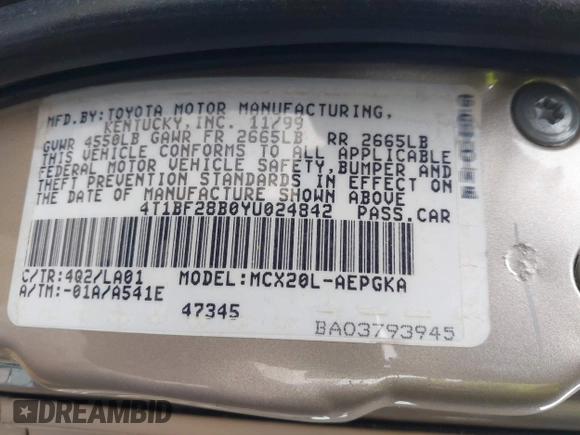 MFD.BY:TOYOTA MOTOR MANUFACTURING,
KENTUCKY, INC. 11/99
GVWR 4550LB GAWR FR 2665LB RR 2665LB
THIS VEHICLE CONFORMS TO ALL APPLICABLE
FEDERAL MOTOR VEHICLE SAFETY, BUMPER AND
THEFT PREVENTION STANDARDS IN EFFECT ON
THE DATE OF MANUFACTURE SHOWN ABOVE.
4T1BF28B0YU024842 PASS.CAR
C/TR:4Q2/LA01 MODEL:MCX20L-AEPGKA
A/TM:-01A/A541E
47345
BA03793945
DREAMBID